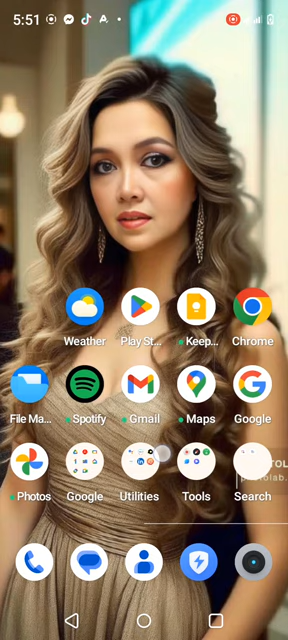 5:51
Weather Play St... Keep... Chrome
File Ma... Spotify Gmail Maps Google
Photos Google Utilities Tools Search